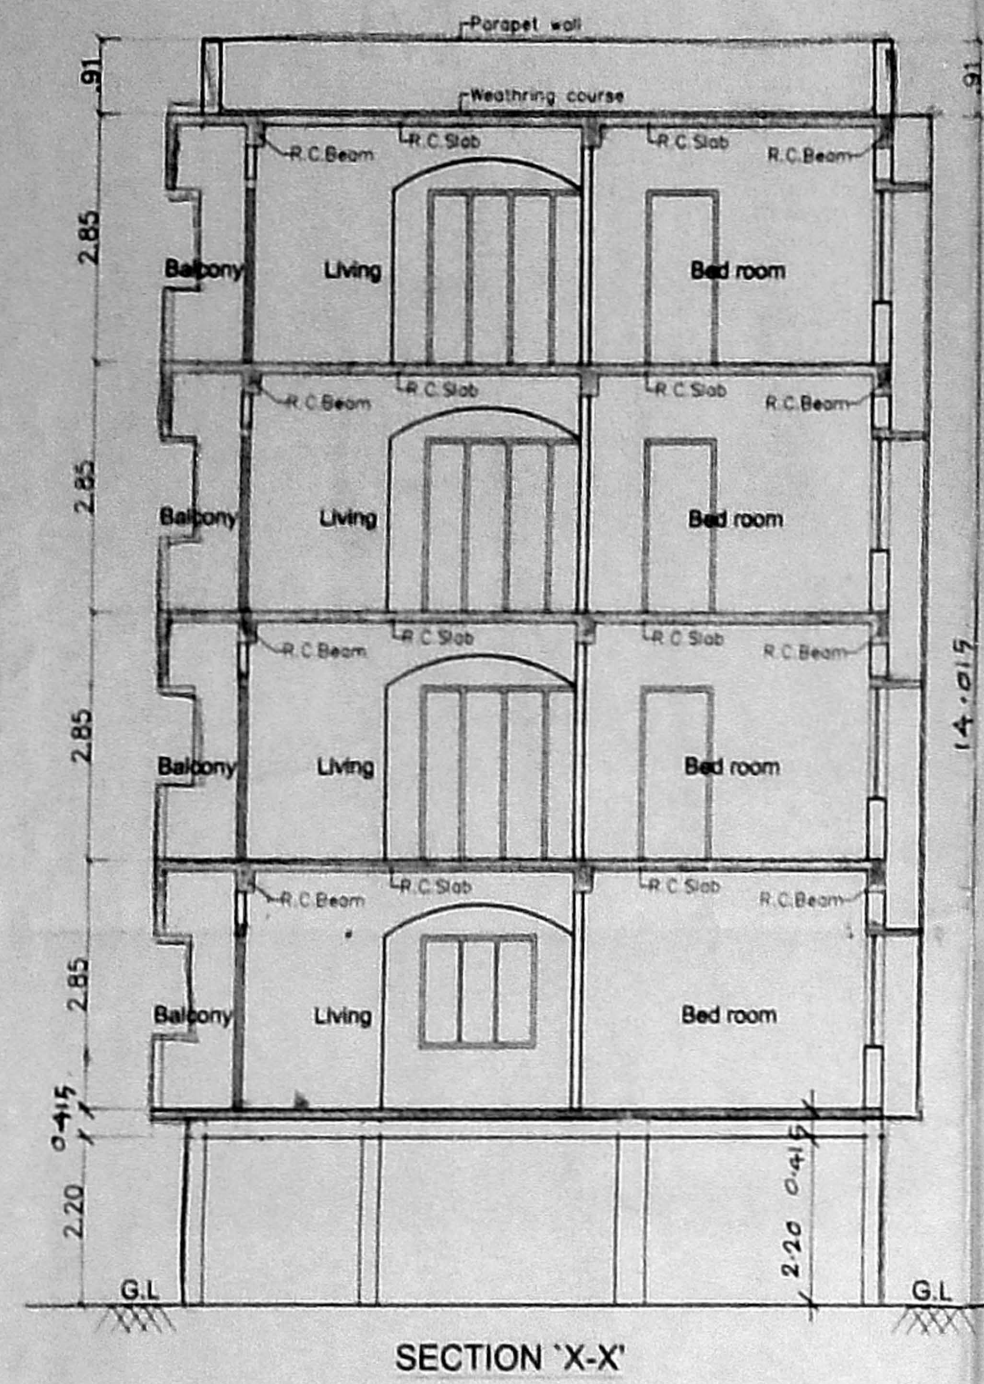 Parapet wall
.91
.91
Weathring course
R.C.Beam
R.C.Slab
R.C.Slab
R.C.Beam
2.85
Balcony
Living
Bed room
R.C.Beam
R.C.Slab
R.C.Slab
R.C.Beam
2.85
Balcony
Living
Bed room
R.C.Beam
R.C.Slab
R.C.Slab
R.C.Beam
14.015
2.85
Balcony
Living
Bed room
R.C.Beam
R.C.Slab
R.C.Slab
R.C.Beam
2.85
Balcony
Living
Bed room
0.415
0.415
2.20
2.20
G.L
G.L
SECTION `X-X'